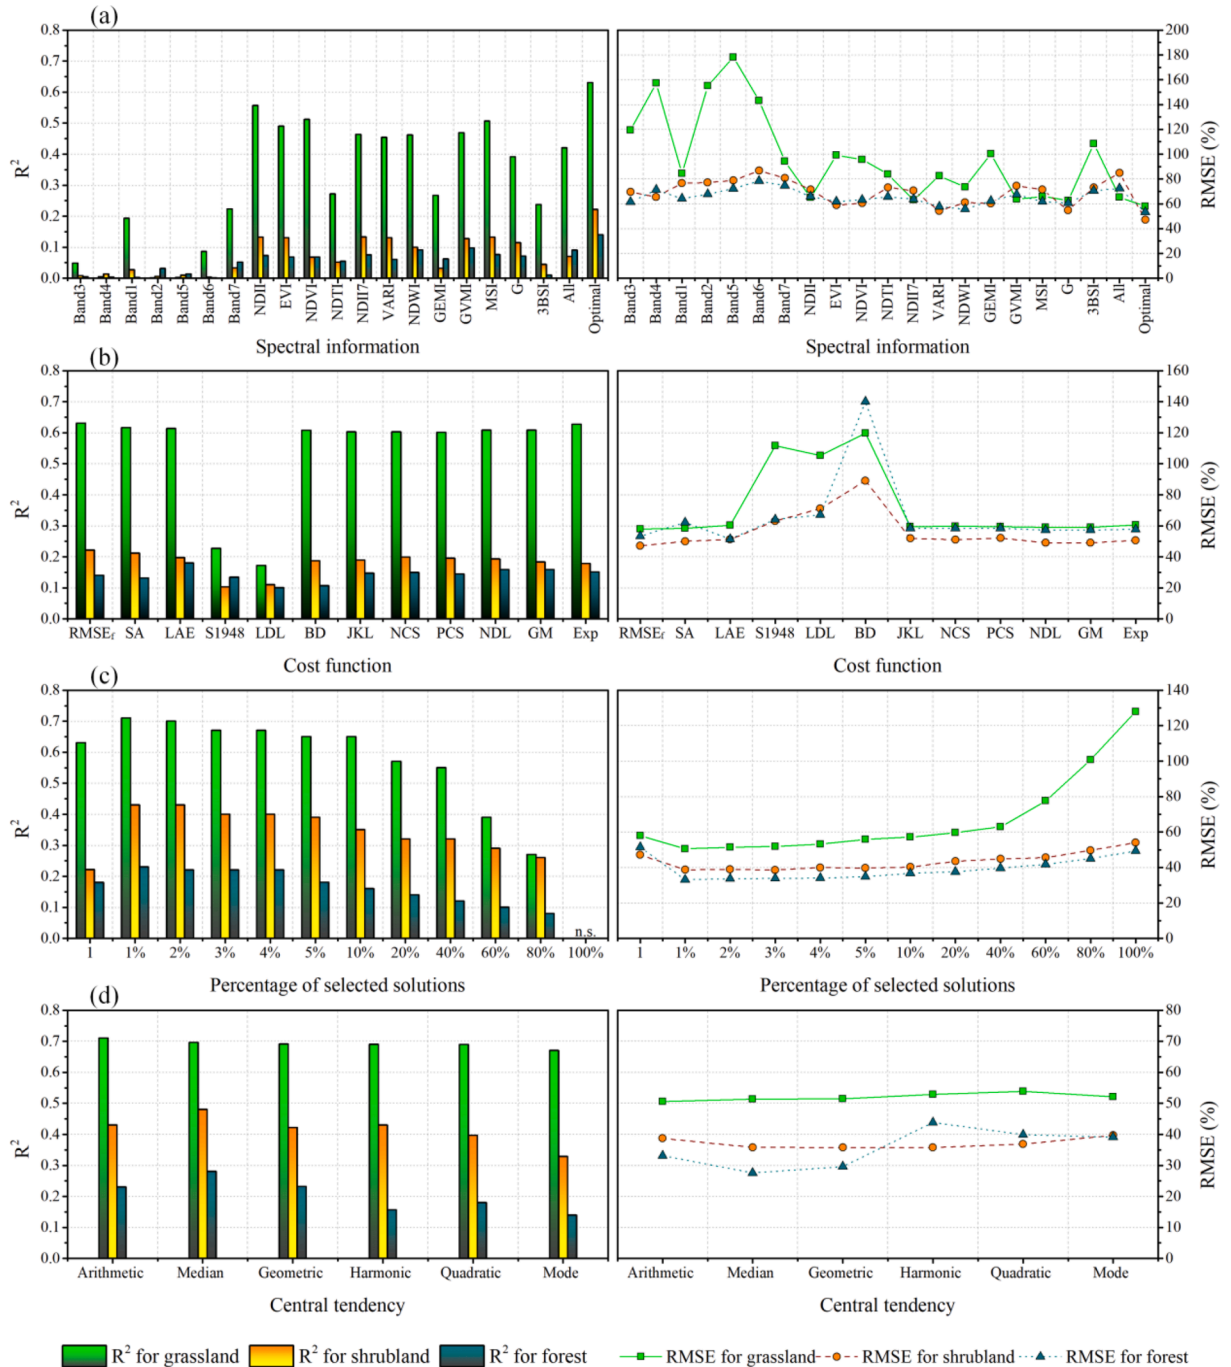 (a)
0.8
0.7
0.6
0.5
0.4
0.3
0.2
0.1
0.0
R²
Band3
Band4
Band1
Band2
Band5
Band6
Band7
NDII
EVI
NDVI
NDTI
NDII7
VARI
NDWI
GEMI
GVMI
MSI
G
3BSI
All
Optimal
Spectral information
200
180
160
140
120
100
80
60
40
20
0
RMSE (%)
Band3
Band4
Band1
Band2
Band5
Band6
Band7
NDII
EVI
NDVI
NDTI
NDII7
VARI
NDWI
GEMI
GVMI
MSI
G
3BSI
All
Optimal
Spectral information
(b)
0.8
0.7
0.6
0.5
0.4
0.3
0.2
0.1
0.0
R²
RMSEf SA LAE S1948 LDL BD JKL NCS PCS NDL GM Exp
Cost function
160
140
120
100
80
60
40
20
0
RMSE (%)
RMSEf SA LAE S1948 LDL BD JKL NCS PCS NDL GM Exp
Cost function
(c)
0.8
0.7
0.6
0.5
0.4
0.3
0.2
0.1
0.0
R²
n.s.
1 1% 2% 3% 4% 5% 10% 20% 40% 60% 80% 100%
Percentage of selected solutions
140
120
100
80
60
40
20
0
RMSE (%)
1 1% 2% 3% 4% 5% 10% 20% 40% 60% 80% 100%
Percentage of selected solutions
(d)
0.8
0.7
0.6
0.5
0.4
0.3
0.2
0.1
0.0
R²
Arithmetic Median Geometric Harmonic Quadratic Mode
Central tendency
80
70
60
50
40
30
20
10
0
RMSE (%)
Arithmetic Median Geometric Harmonic Quadratic Mode
Central tendency
R² for grassland R² for shrubland R² for forest RMSE for grassland RMSE for shrubland RMSE for forest